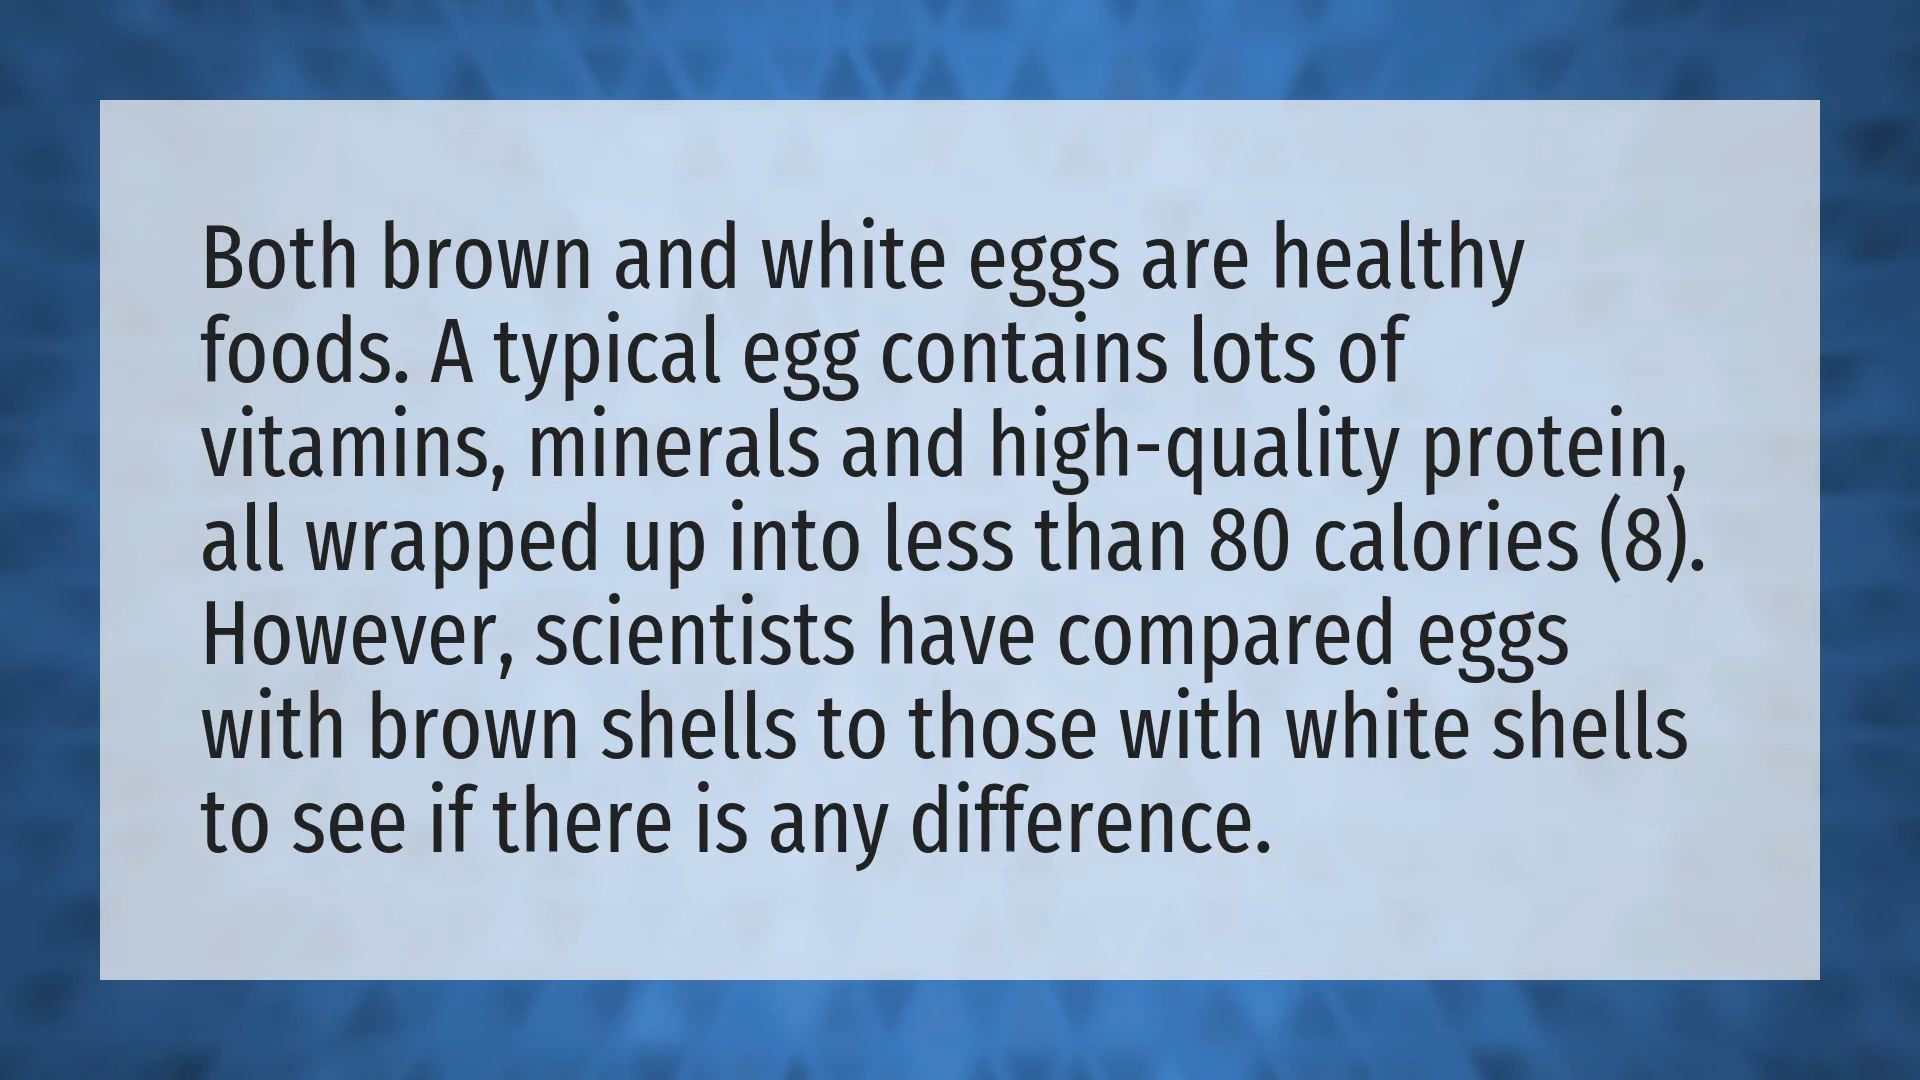 Both brown and white eggs are healthy
foods. A typical egg contains lots of
vitamins, minerals and high-quality protein,
all wrapped up into less than 80 calories (8).
However, scientists have compared eggs
with brown shells to those with white shells
to see if there is any difference.